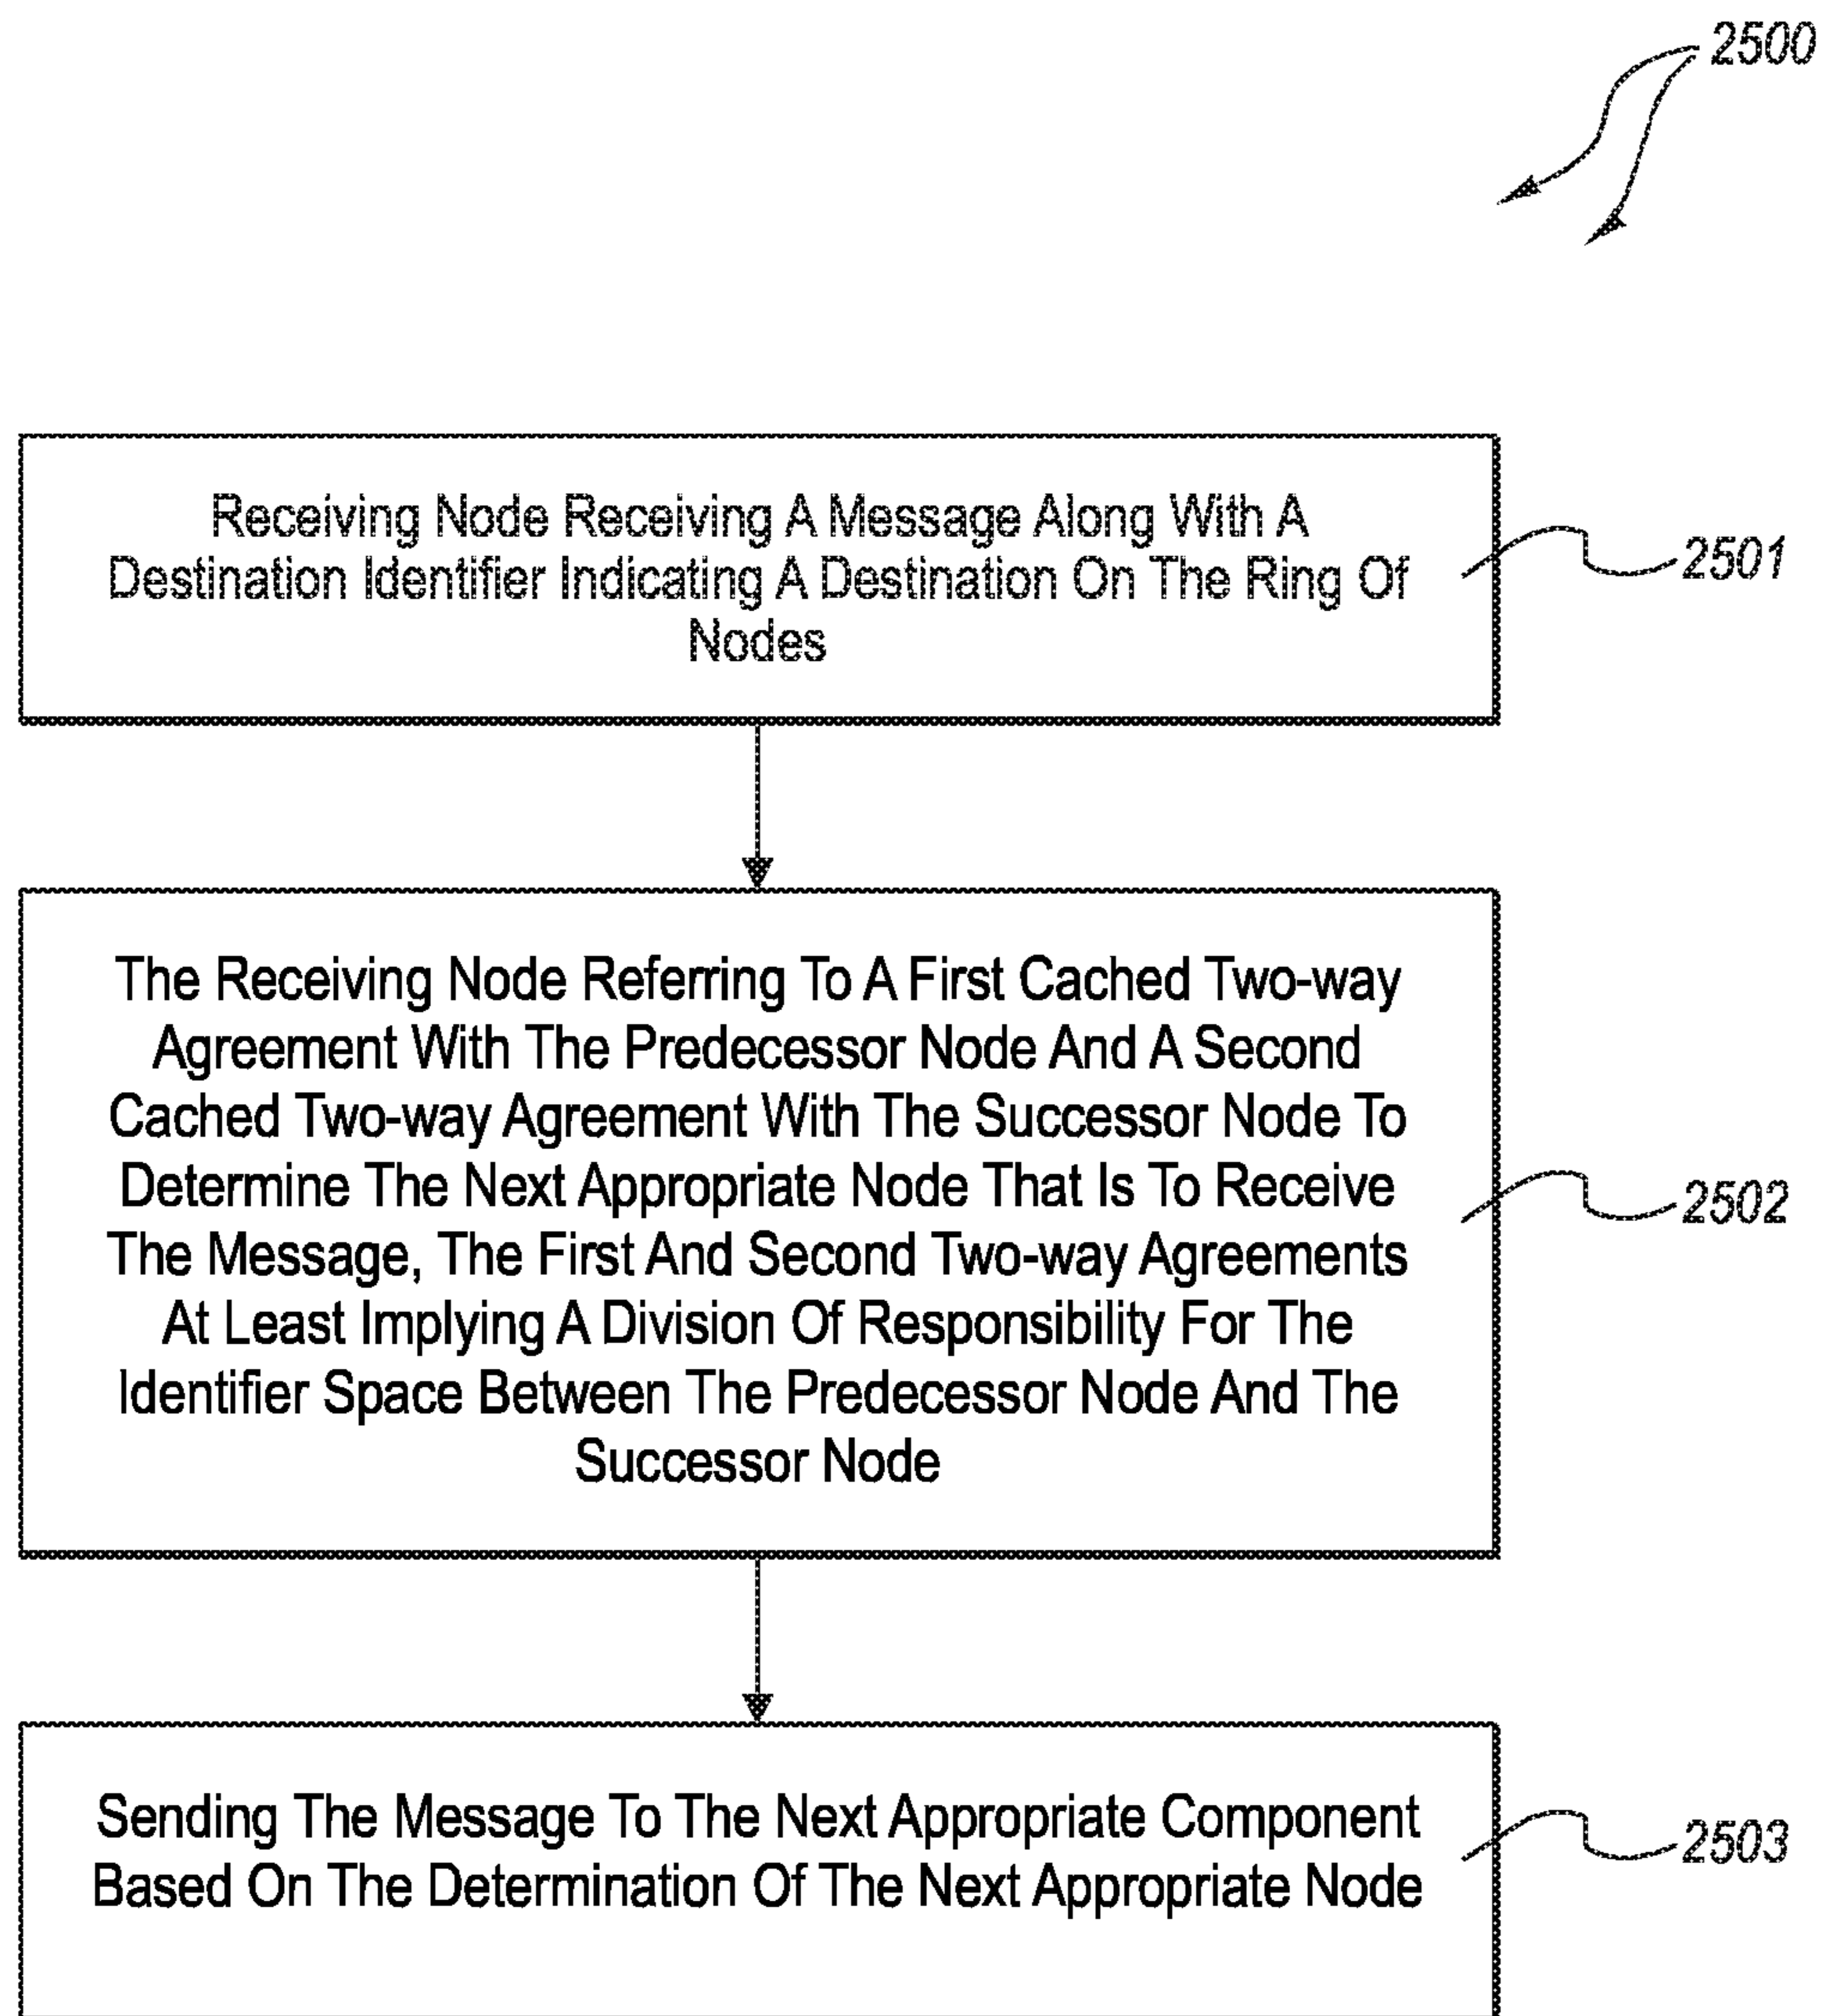 2500
Receiving Node Receiving A Message Along With A
Destination Identifier Indicating A Destination On The Ring Of
Nodes
2501
The Receiving Node Referring To A First Cached Two-way
Agreement With The Predecessor Node And A Second
Cached Two-way Agreement With The Successor Node To
Determine The Next Appropriate Node That Is To Receive
The Message, The First And Second Two-way Agreements
At Least Implying A Division Of Responsibility For The
Identifier Space Between The Predecessor Node And The
Successor Node
2502
Sending The Message To The Next Appropriate Component
Based On The Determination Of The Next Appropriate Node
2503